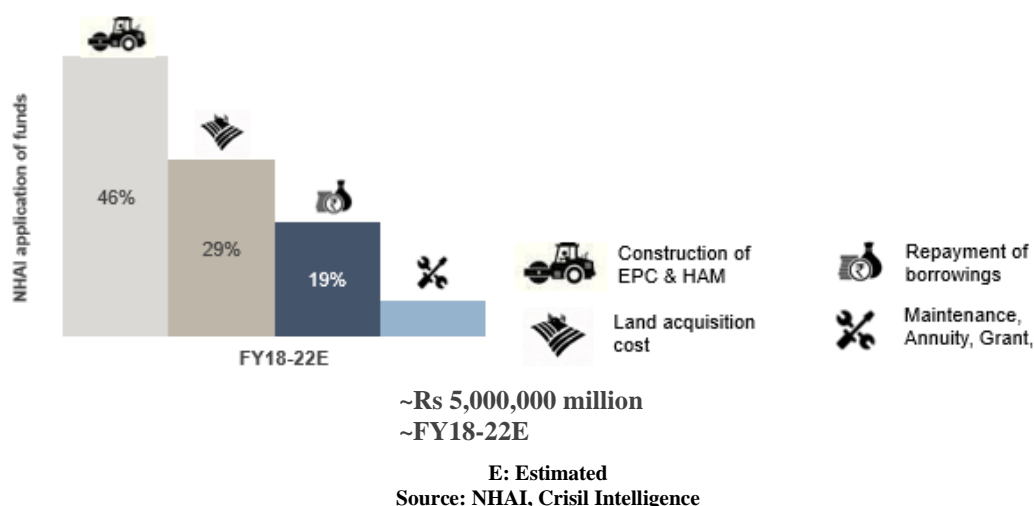 NHAI application of funds
46%
29%
19%
FY18-22E
Construction of
EPC & HAM
Land acquisition
cost
Repayment of
borrowings
Maintenance,
Annuity, Grant,
~Rs 5,000,000 million
~FY18-22E
E: Estimated
Source: NHAI, Crisil Intelligence